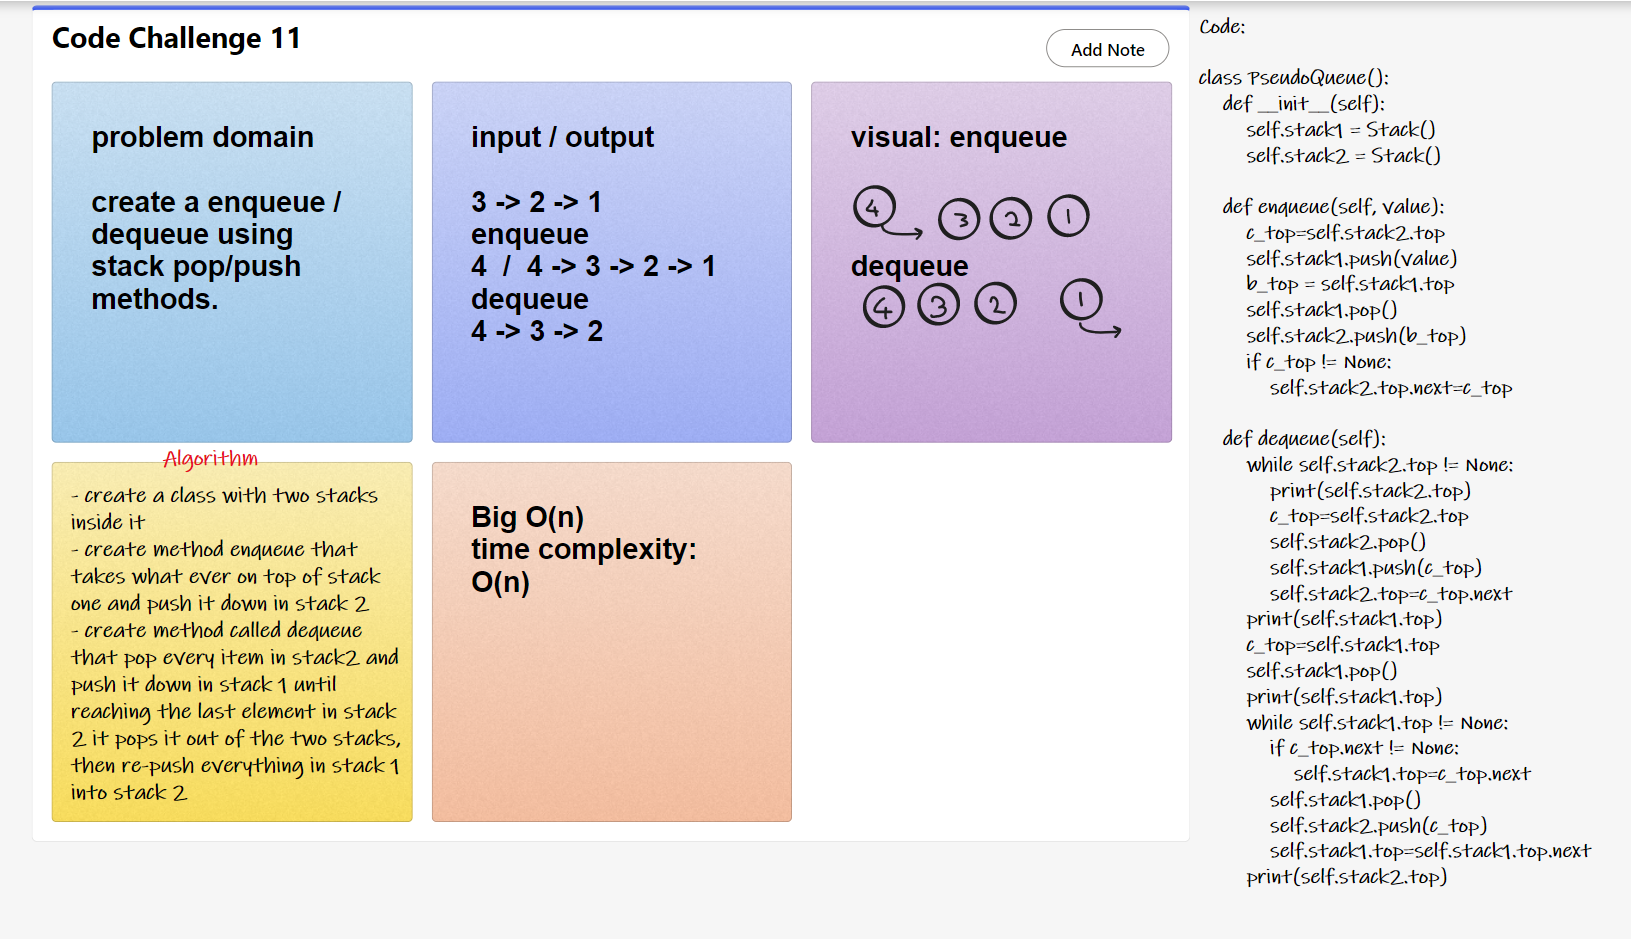 Code Challenge 11
Add Note
problem domain
create a enqueue /
dequeue using
stack pop/push
methods.
input / output
3 -> 2 -> 1
enqueue
4 / 4 -> 3 -> 2 -> 1
dequeue
4 -> 3 -> 2
visual: enqueue
4 3 2 1
dequeue
4 3 2 1
Algorithm
- create a class with two stacks
inside it
- create method enqueue that
takes what ever on top of stack
one and push it down in stack 2
- create method called dequeue
that pop every item in stack2 and
push it down in stack 1 until
reaching the last element in stack
2 it pops it out of the two stacks,
then re-push everything in stack 1
into stack 2
Big O(n)
time complexity:
O(n)
Code:
class PseudoQueue():
def __init__(self):
self.stack1 = Stack()
self.stack2 = Stack()
def enqueue(self, value):
c_top=self.stack2.top
self.stack1.push(value)
b_top = self.stack1.top
self.stack1.pop()
self.stack2.push(b_top)
if c_top != None:
self.stack2.top.next=c_top
def dequeue(self):
while self.stack2.top != None:
print(self.stack2.top)
c_top=self.stack2.top
self.stack2.pop()
self.stack1.push(c_top)
self.stack2.top=c_top.next
print(self.stack1.top)
c_top=self.stack1.top
self.stack1.pop()
print(self.stack1.top)
while self.stack1.top != None:
if c_top.next != None:
self.stack1.top=c_top.next
self.stack1.pop()
self.stack2.push(c_top)
self.stack1.top=self.stack1.top.next
print(self.stack2.top)